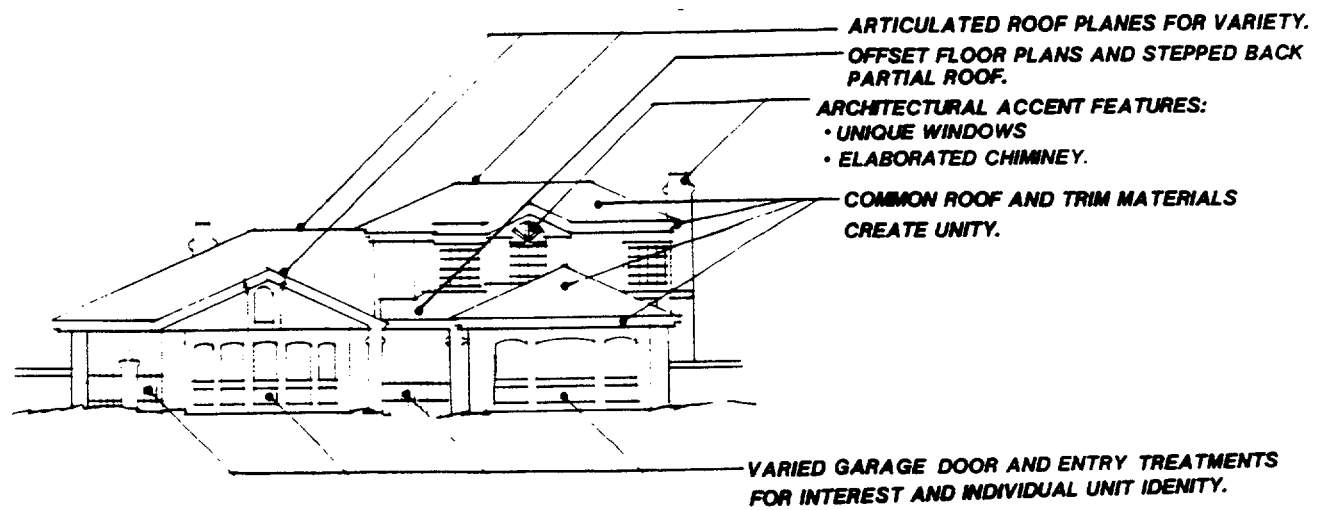 ARTICULATED ROOF PLANES FOR VARIETY.
OFFSET FLOOR PLANS AND STEPPED BACK
PARTIAL ROOF.
ARCHITECTURAL ACCENT FEATURES:
• UNIQUE WINDOWS
• ELABORATED CHIMINEY.
COMMON ROOF AND TRIM MATERIALS
CREATE UNITY.
VARIED GARAGE DOOR AND ENTRY TREATMENTS
FOR INTEREST AND INDIVIDUAL UNIT IDENITY.